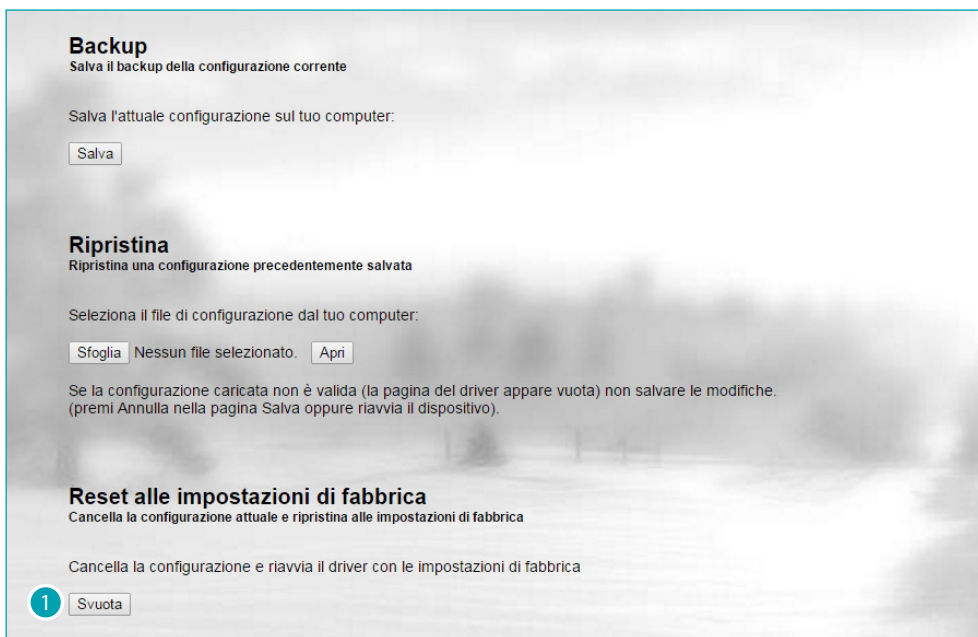 Backup
Salva il backup della configurazione corrente
Salva l'attuale configurazione sul tuo computer:
Salva
Ripristina
Ripristina una configurazione precedentemente salvata
Seleziona il file di configurazione dal tuo computer:
Sfoglia Nessun file selezionato. Apri
Se la configurazione caricata non è valida (la pagina del driver appare vuota) non salvare le modifiche.
(premi Annulla nella pagina Salva oppure riavvia il dispositivo).
Reset alle impostazioni di fabbrica
Cancella la configurazione attuale e ripristina alle impostazioni di fabbrica
Cancella la configurazione e riavvia il driver con le impostazioni di fabbrica
1 Svuota